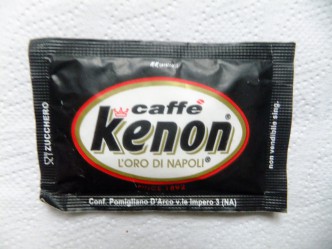 caffè
kenon®
L'ORO DI NAPOLI®
Conf. Pomigliano D'Arco v.le Impero 3 (NA)
ZUCCHERO
non vendibile sing.